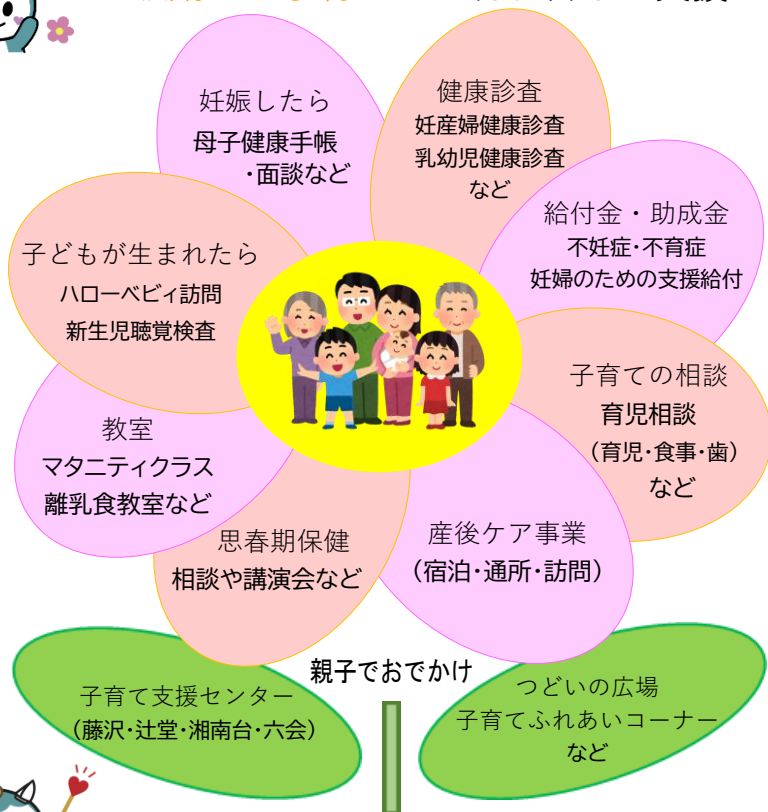 妊娠したら
母子健康手帳
・面談など
健康診査
妊産婦健康診査
乳幼児健康診査
など
給付金・助成金
不妊症・不育症
妊婦のための支援給付
子どもが生まれたら
ハローベビィ訪問
新生児聴覚検査
子育ての相談
育児相談
（育児・食事・歯）
など
教室
マタニティクラス
離乳食教室など
思春期保健
相談や講演会など
産後ケア事業
（宿泊・通所・訪問）
親子でおでかけ
子育て支援センター
（藤沢・辻堂・湘南台・六会）
つどいの広場
子育てふれあいコーナー
など